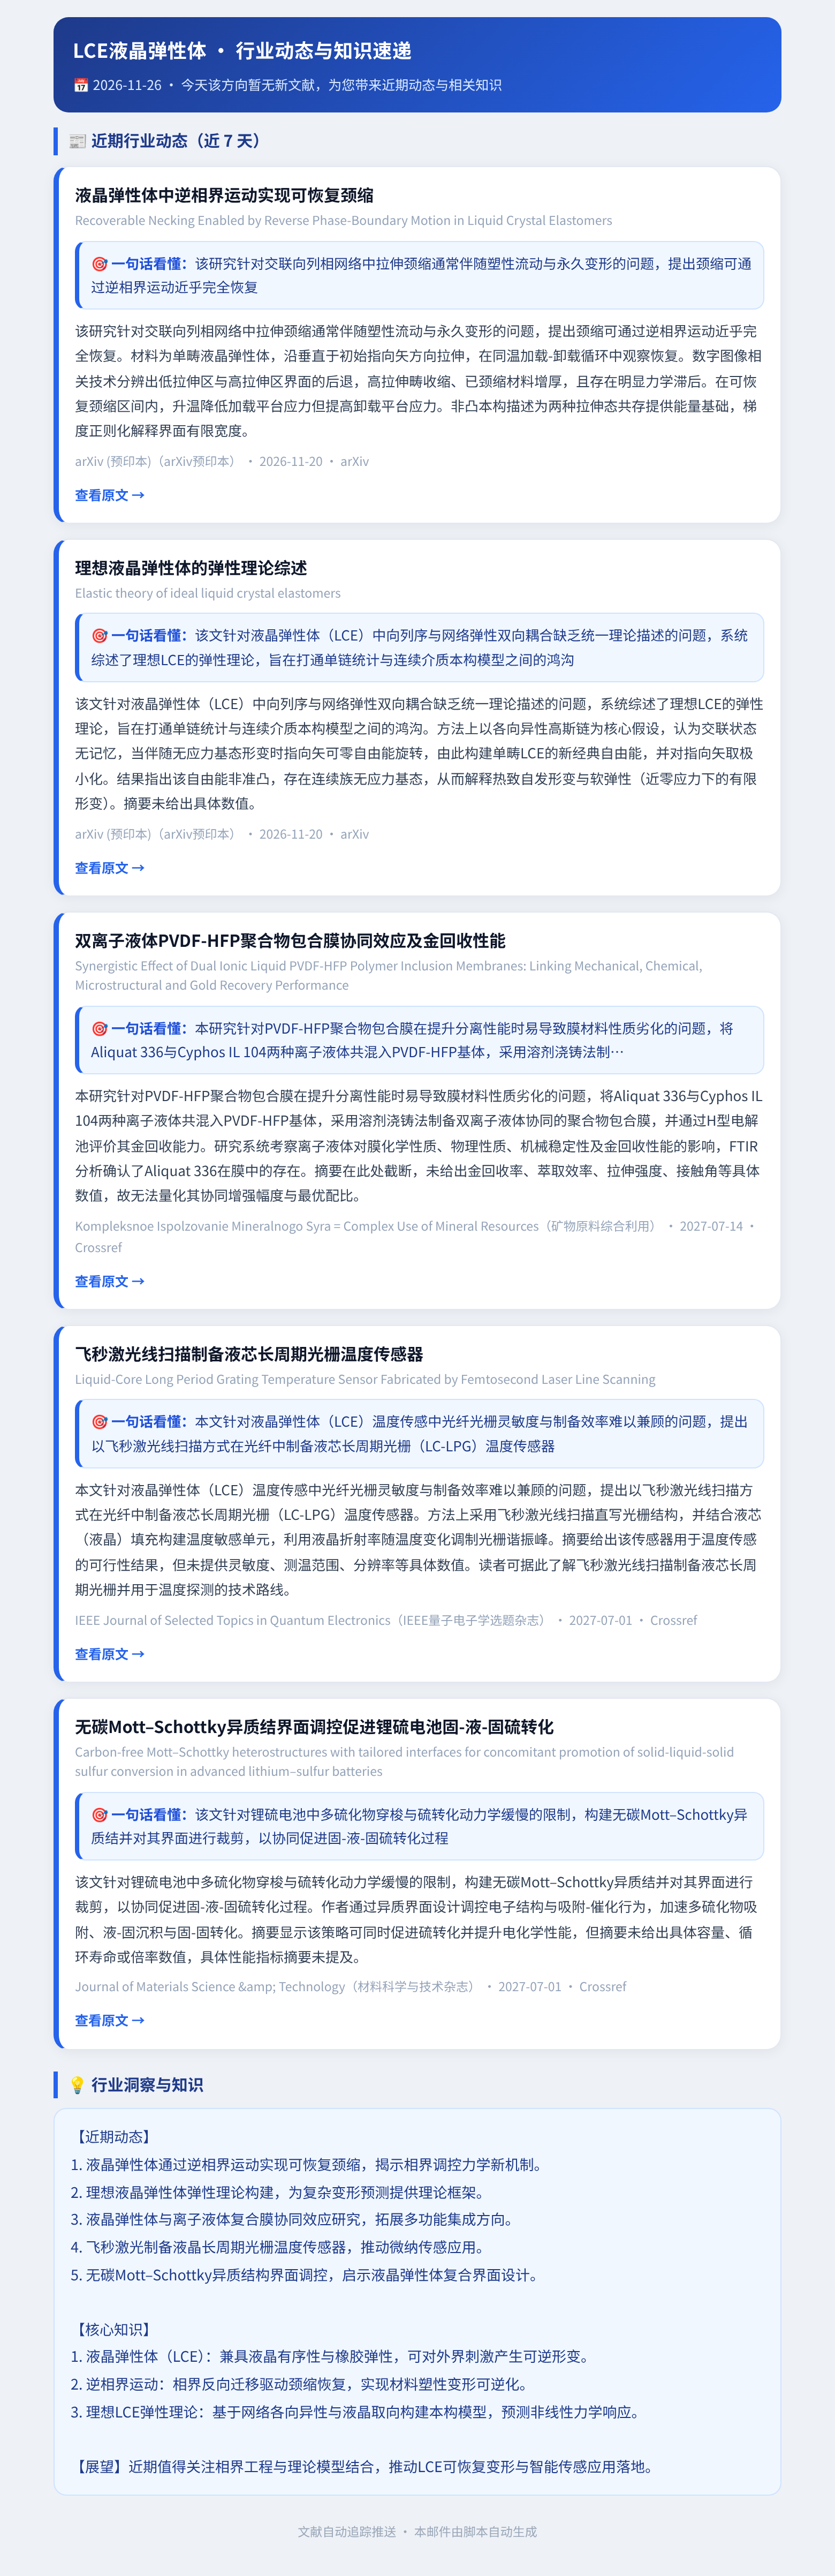 LCE液晶弹性体 · 行业动态与知识速递
📅 2026-11-26 · 今天该方向暂无新文献，为您带来近期动态与相关知识
📰 近期行业动态（近 7 天）
液晶弹性体中逆相界运动实现可恢复颈缩
Recoverable Necking Enabled by Reverse Phase-Boundary Motion in Liquid Crystal Elastomers
🎯 一句话看懂：该研究针对交联向列相网络中拉伸颈缩通常伴随塑性流动与永久变形的问题，提出颈缩可通
过逆相界运动近乎完全恢复
该研究针对交联向列相网络中拉伸颈缩通常伴随塑性流动与永久变形的问题，提出颈缩可通过逆相界运动近乎完
全恢复。材料为单畴液晶弹性体，沿垂直于初始指向矢方向拉伸，在同温加载-卸载循环中观察恢复。数字图像相
关技术分辨出低拉伸区与高拉伸区界面的后退，高拉伸畴收缩、已颈缩材料增厚，且存在明显力学滞后。在可恢
复颈缩区间内，升温降低加载平台应力但提高卸载平台应力。非凸本构描述为两种拉伸态共存提供能量基础，梯
度正则化解释界面有限宽度。
arXiv (预印本)（arXiv预印本） · 2026-11-20 · arXiv
查看原文 →
理想液晶弹性体的弹性理论综述
Elastic theory of ideal liquid crystal elastomers
🎯 一句话看懂：该文针对液晶弹性体（LCE）中向列序与网络弹性双向耦合缺乏统一理论描述的问题，系统
综述了理想LCE的弹性理论，旨在打通单链统计与连续介质本构模型之间的鸿沟
该文针对液晶弹性体（LCE）中向列序与网络弹性双向耦合缺乏统一理论描述的问题，系统综述了理想LCE的弹性
理论，旨在打通单链统计与连续介质本构模型之间的鸿沟。方法上以各向异性高斯链为核心假设，认为交联状态
无记忆，当伴随无应力基态形变时指向矢可零自由能旋转，由此构建单畴LCE的新经典自由能，并对指向矢取极
小化。结果指出该自由能非凸，存在连续族无应力基态，从而解释热致自发形变与软弹性（近零应力下的有限
形变）。摘要未给出具体数值。
arXiv (预印本)（arXiv预印本） · 2026-11-20 · arXiv
查看原文 →
双离子液体PVDF-HFP聚合物包合膜协同效应及金回收性能
Synergistic Effect of Dual Ionic Liquid PVDF-HFP Polymer Inclusion Membranes: Linking Mechanical, Chemical,
Microstructural and Gold Recovery Performance
🎯 一句话看懂：本研究针对PVDF-HFP聚合物包合膜在提升分离性能时易导致膜材料性质劣化的问题，将
Aliquat 336与Cyphos IL 104两种离子液体共混入PVDF-HFP基体，采用溶剂浇铸法制…
本研究针对PVDF-HFP聚合物包合膜在提升分离性能时易导致膜材料性质劣化的问题，将Aliquat 336与Cyphos IL
104两种离子液体共混入PVDF-HFP基体，采用溶剂浇铸法制备双离子液体协同的聚合物包合膜，并通过H型电解
池评价其金回收能力。研究系统考察离子液体对膜化学性质、物理性质、机械稳定性及金回收性能的影响，FTIR
分析确认了Aliquat 336在膜中的存在。摘要在此处截断，未给出金回收率、萃取效率、拉伸强度、接触角等具体
数值，故无法量化其协同增强幅度与最优配比。
Kompleksnoe Ispolzovanie Mineralnogo Syra = Complex Use of Mineral Resources（矿物原料综合利用） · 2027-07-14 ·
Crossref
查看原文 →
飞秒激光线扫描制备液芯长周期光栅温度传感器
Liquid-Core Long Period Grating Temperature Sensor Fabricated by Femtosecond Laser Line Scanning
🎯 一句话看懂：本文针对液晶弹性体（LCE）温度传感中光纤光栅灵敏度与制备效率难以兼顾的问题，提出
以飞秒激光线扫描方式在光纤中制备液芯长周期光栅（LC-LPG）温度传感器
本文针对液晶弹性体（LCE）温度传感中光纤光栅灵敏度与制备效率难以兼顾的问题，提出以飞秒激光线扫描方
式在光纤中制备液芯长周期光栅（LC-LPG）温度传感器。方法上采用飞秒激光线扫描直写光栅结构，并结合液芯
（液晶）填充构建温度敏感单元，利用液晶折射率随温度变化调制光栅谐振峰。摘要给出该传感器用于温度传感
的可行性结果，但未提供灵敏度、测温范围、分辨率等具体数值。读者可据此了解飞秒激光线扫描制备液芯长周
期光栅并用于温度探测的技术路线。
IEEE Journal of Selected Topics in Quantum Electronics（IEEE量子电子学选题杂志） · 2027-07-01 · Crossref
查看原文 →
无碳Mott–Schottky异质结界面调控促进锂硫电池固-液-固硫转化
Carbon-free Mott–Schottky heterostructures with tailored interfaces for concomitant promotion of solid-liquid-solid
sulfur conversion in advanced lithium–sulfur batteries
🎯 一句话看懂：该文针对锂硫电池中多硫化物穿梭与硫转化动力学缓慢的限制，构建无碳Mott–Schottky异
质结并对其界面进行裁剪，以协同促进固-液-固硫转化过程
该文针对锂硫电池中多硫化物穿梭与硫转化动力学缓慢的限制，构建无碳Mott–Schottky异质结并对其界面进行
裁剪，以协同促进固-液-固硫转化过程。作者通过异质界面设计调控电子结构与吸附-催化行为，加速多硫化物吸
附、液-固沉积与固-固转化。摘要显示该策略可同时促进硫转化并提升电化学性能，但摘要未给出具体容量、循
环寿命或倍率数值，具体性能指标摘要未提及。
Journal of Materials Science &amp; Technology（材料科学与技术杂志） · 2027-07-01 · Crossref
查看原文 →
💡 行业洞察与知识
【近期动态】
1. 液晶弹性体通过逆相界运动实现可恢复颈缩，揭示相界调控力学新机制。
2. 理想液晶弹性体弹性理论构建，为复杂变形预测提供理论框架。
3. 液晶弹性体与离子液体复合膜协同效应研究，拓展多功能集成方向。
4. 飞秒激光制备液晶长周期光栅温度传感器，推动微纳传感应用。
5. 无碳Mott–Schottky异质结构界面调控，启示液晶弹性体复合界面设计。
【核心知识】
1. 液晶弹性体（LCE）：兼具液晶有序性与橡胶弹性，可对外界刺激产生可逆形变。
2. 逆相界运动：相界反向迁移驱动颈缩恢复，实现材料塑性变形可逆化。
3. 理想LCE弹性理论：基于网络各向异性与液晶取向构建本构模型，预测非线性力学响应。
【展望】近期值得关注相界工程与理论模型结合，推动LCE可恢复变形与智能传感应用落地。
文献自动追踪推送 · 本邮件由脚本自动生成